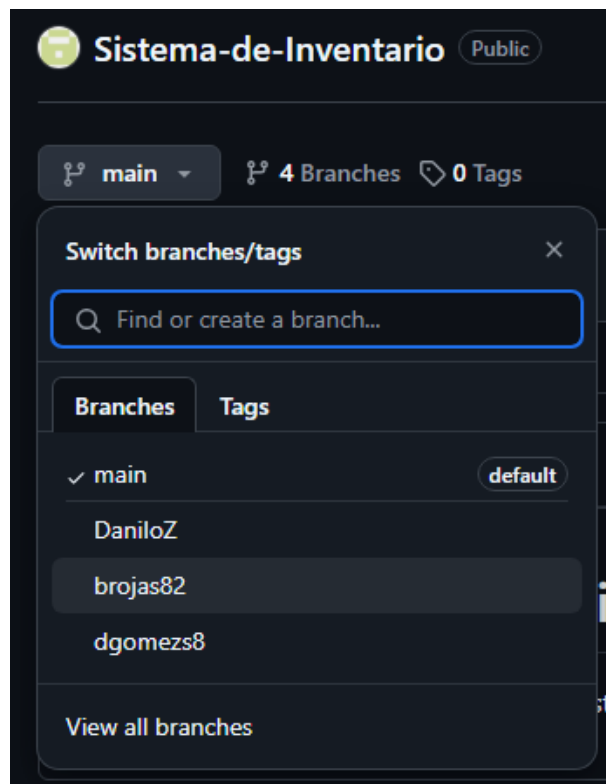 Sistema-de-Inventario Public
main 4 Branches 0 Tags
Switch branches/tags
Find or create a branch...
Branches Tags
main default
DaniloZ
brojas82
dgomezs8
View all branches